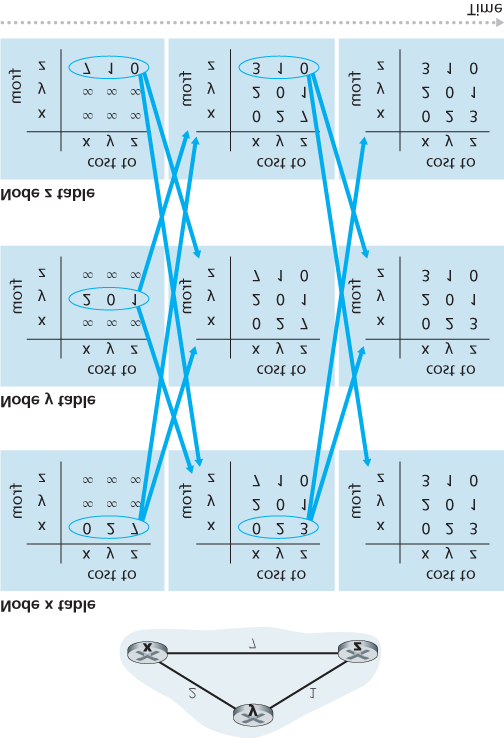 y
2 1
x z
7
Node x table
cost to cost to cost to
x y z x y z x y z
x 0 2 7 x 0 2 3 x 0 2 3
from y ∞ ∞ ∞ from y 2 0 1 from y 2 0 1
z ∞ ∞ ∞ z 7 1 0 z 3 1 0
Node y table
cost to cost to cost to
x y z x y z x y z
x ∞ ∞ ∞ x 0 2 7 x 0 2 3
from y 2 0 1 from y 2 0 1 from y 2 0 1
z ∞ ∞ ∞ z 7 1 0 z 3 1 0
Node z table
cost to cost to cost to
x y z x y z x y z
x ∞ ∞ ∞ x 0 2 7 x 0 2 3
from y ∞ ∞ ∞ from y 2 0 1 from y 2 0 1
z 7 1 0 z 3 1 0 z 3 1 0
Time